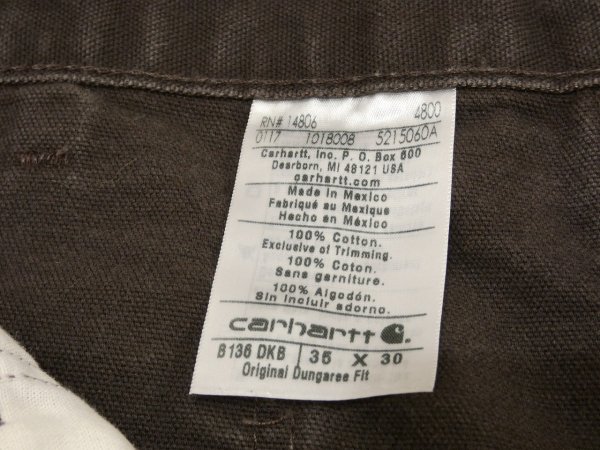 RN# 14806 4800
0117 1018008 5215060A
Carhartt, Inc. P. O. Box 600
Dearborn, MI 48121 USA
carhartt.com
Made in Mexico
Fabriqué au Mexique
Hecho en México
100% Cotton.
Exclusive of Trimming.
100% Coton.
Sans garniture.
100% Algodón.
Sin incluir adorno.
carhartt
B136 DKB 35 X 30
Original Dungaree Fit